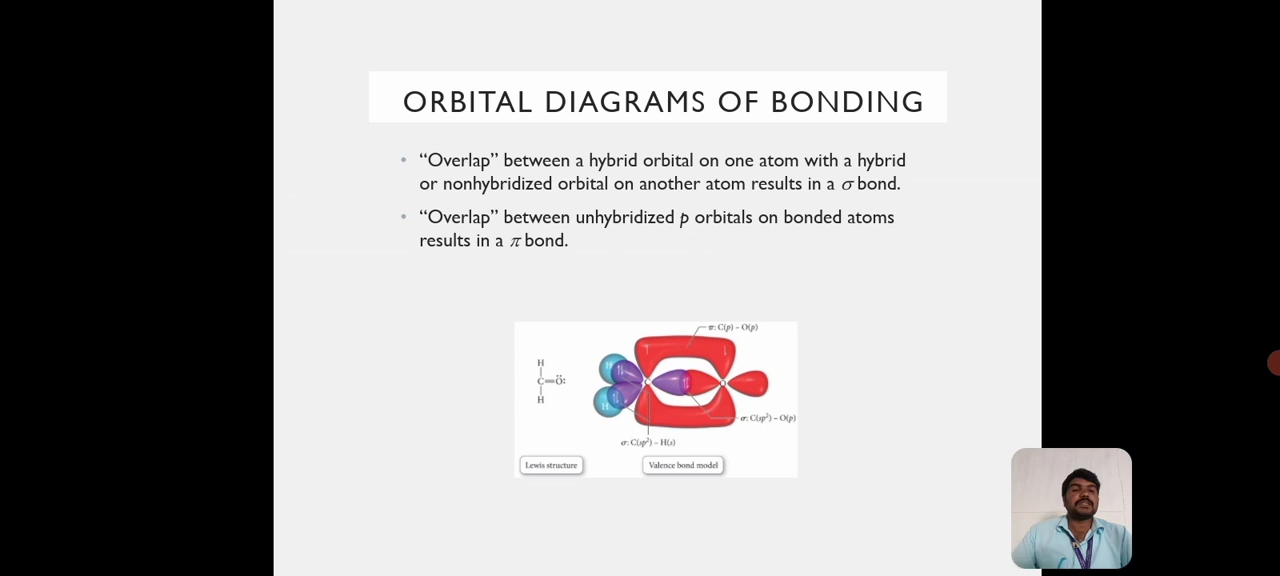 ORBITAL DIAGRAMS OF BONDING
• “Overlap” between a hybrid orbital on one atom with a hybrid
or nonhybridized orbital on another atom results in a σ bond.
• “Overlap” between unhybridized p orbitals on bonded atoms
results in a π bond.
π: C(p) – O(p)
H
C=Ö:
H
H
C
O
H
σ: C(sp²) – O(p)
σ: C(sp²) – H(s)
Lewis structure
Valence bond model